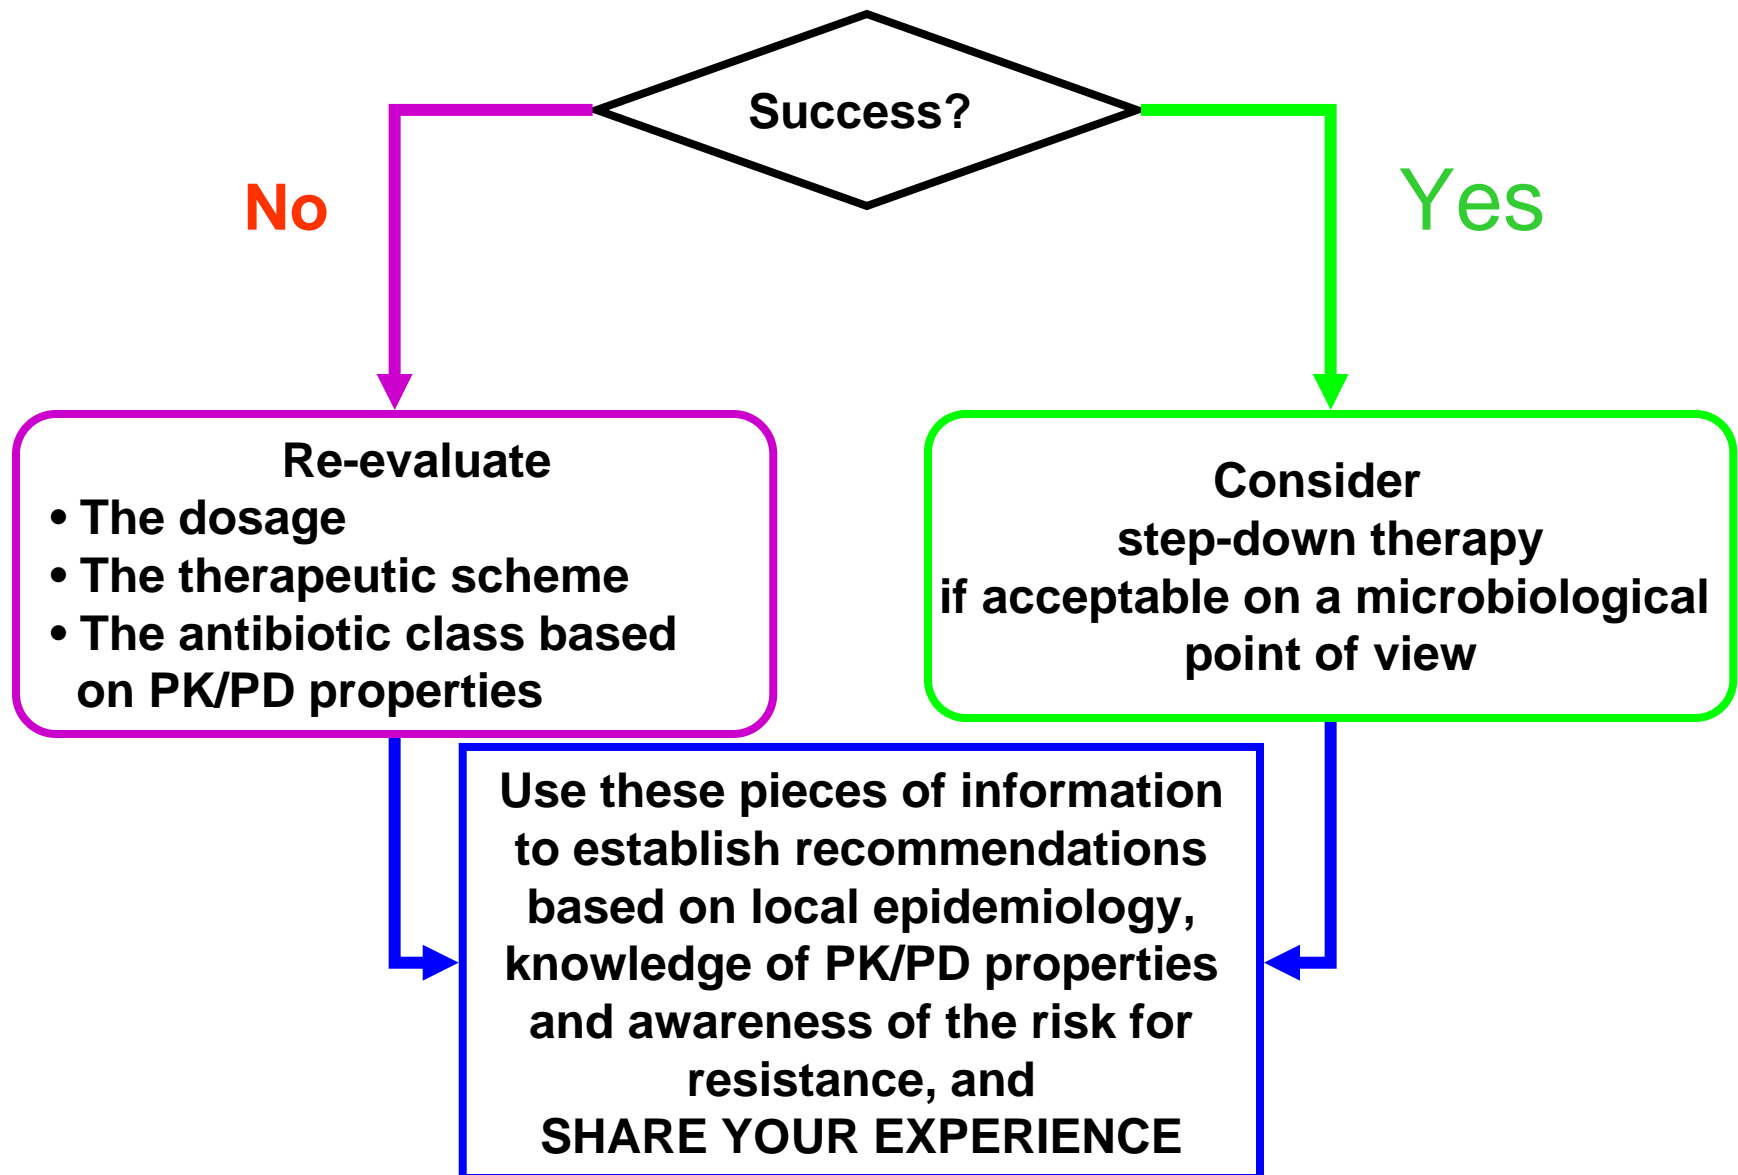 Success?
No
Yes
Re-evaluate
• The dosage
• The therapeutic scheme
• The antibiotic class based
on PK/PD properties
Consider
step-down therapy
if acceptable on a microbiological
point of view
Use these pieces of information
to establish recommendations
based on local epidemiology,
knowledge of PK/PD properties
and awareness of the risk for
resistance, and
SHARE YOUR EXPERIENCE